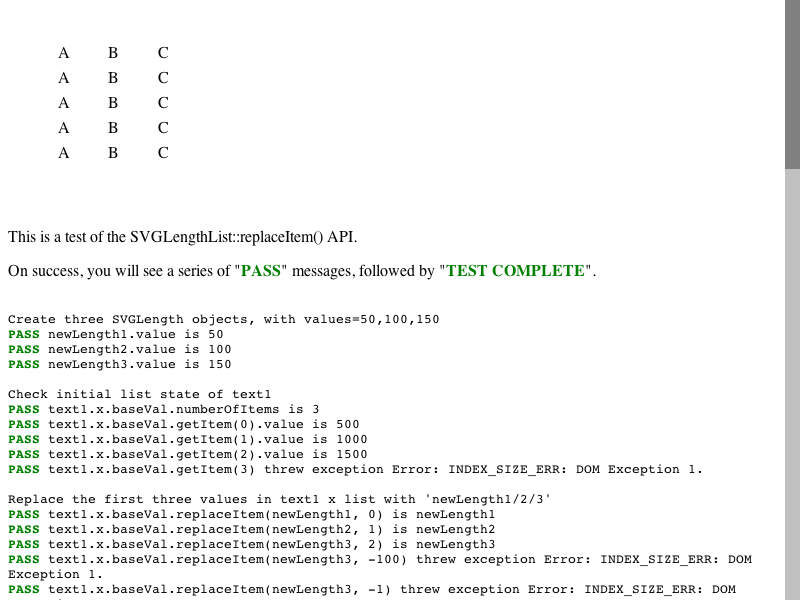 A B C
A B C
A B C
A B C
A B C
This is a test of the SVGLengthList::replaceItem() API.
On success, you will see a series of "PASS" messages, followed by "TEST COMPLETE".
Create three SVGLength objects, with values=50,100,150
PASS newLength1.value is 50
PASS newLength2.value is 100
PASS newLength3.value is 150
Check initial list state of text1
PASS text1.x.baseVal.numberOfItems is 3
PASS text1.x.baseVal.getItem(0).value is 500
PASS text1.x.baseVal.getItem(1).value is 1000
PASS text1.x.baseVal.getItem(2).value is 1500
PASS text1.x.baseVal.getItem(3) threw exception Error: INDEX_SIZE_ERR: DOM Exception 1.
Replace the first three values in text1 x list with 'newLength1/2/3'
PASS text1.x.baseVal.replaceItem(newLength1, 0) is newLength1
PASS text1.x.baseVal.replaceItem(newLength2, 1) is newLength2
PASS text1.x.baseVal.replaceItem(newLength3, 2) is newLength3
PASS text1.x.baseVal.replaceItem(newLength3, -100) threw exception Error: INDEX_SIZE_ERR: DOM
Exception 1.
PASS text1.x.baseVal.replaceItem(newLength3, -1) threw exception Error: INDEX_SIZE_ERR: DOM